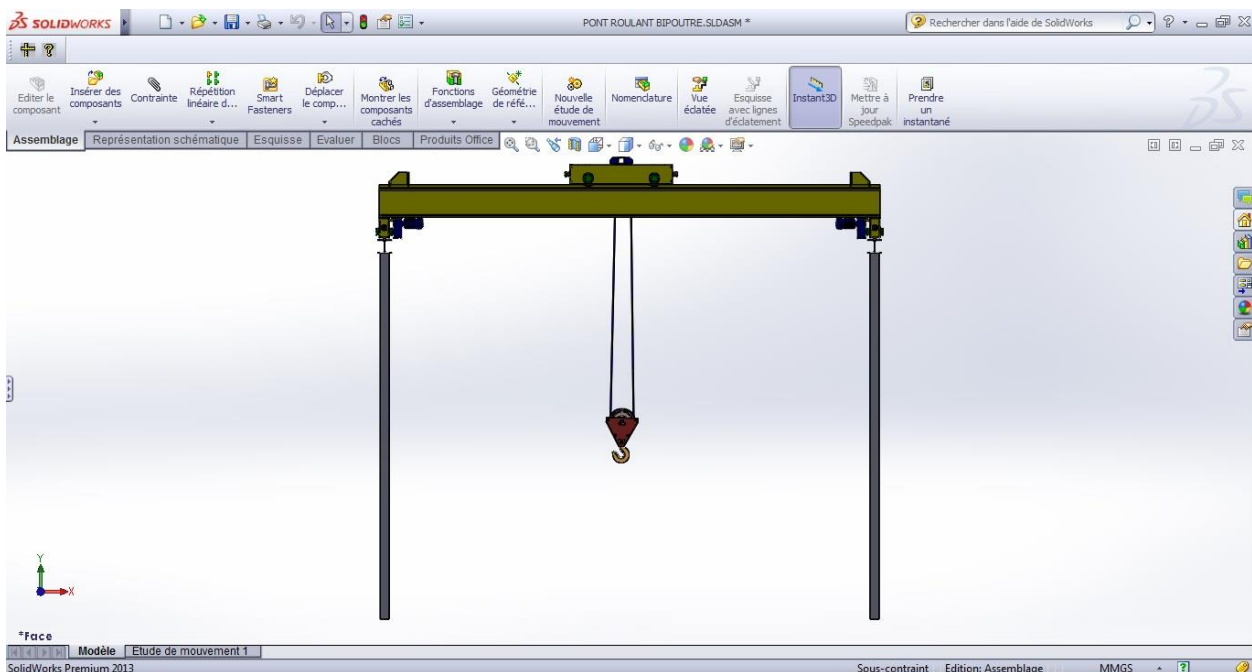 SOLIDWORKS
PONT ROULANT BIPOUTRE.SLDASM *
Rechercher dans l'aide de SolidWorks
Editer le composant
Insérer des composants
Contrainte
Répétition linéaire d...
Smart Fasteners
Déplacer le comp...
Montrer les composants cachés
Fonctions d'assemblage
Géométrie de réfé...
Nouvelle étude de mouvement
Nomenclature
Vue éclatée
Esquisse avec lignes d'éclatement
Instant3D
Mettre à jour Speedpak
Prendre un instantané
Assemblage
Représentation schématique
Esquisse
Evaluer
Blocs
Produits Office
Y
X
*Face
Modèle
Etude de mouvement 1
SolidWorks Premium 2013
Sous-contraint
Edition: Assemblage
MMGS